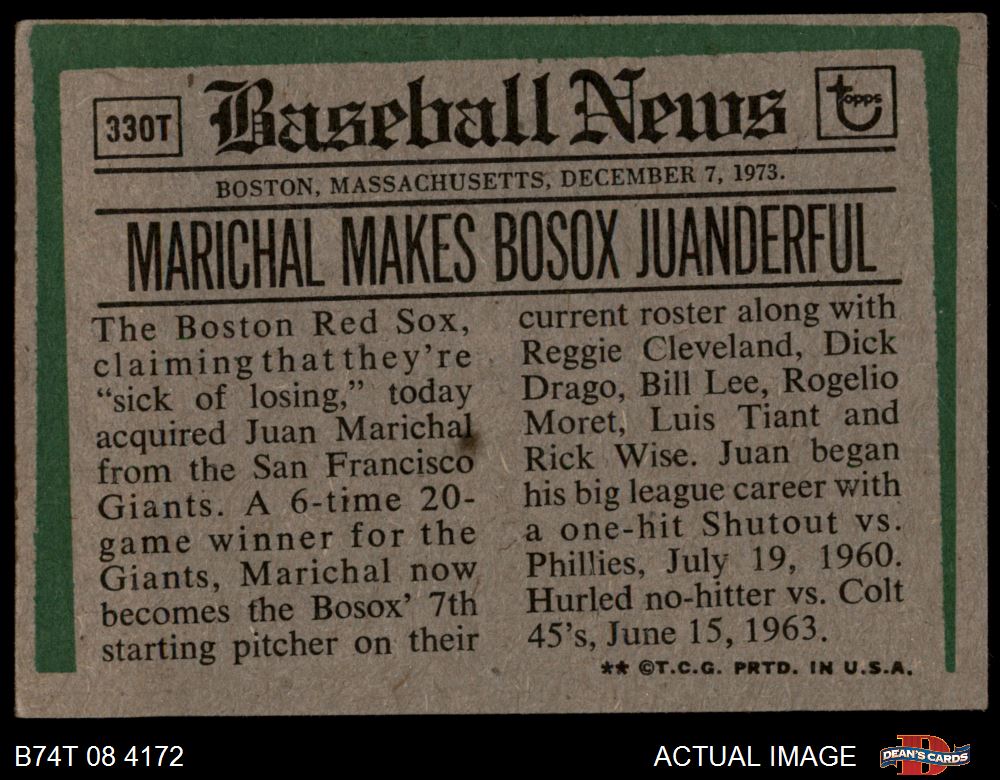 330T
Baseball News
topps
BOSTON, MASSACHUSETTS, DECEMBER 7, 1973.
MARICHAL MAKES BOSOX JUANDERFUL
The Boston Red Sox,
claiming that they're
“sick of losing,” today
acquired Juan Marichal
from the San Francisco
Giants. A 6-time 20-
game winner for the
Giants, Marichal now
becomes the Bosox' 7th
starting pitcher on their
current roster along with
Reggie Cleveland, Dick
Drago, Bill Lee, Rogelio
Moret, Luis Tiant and
Rick Wise. Juan began
his big league career with
a one-hit Shutout vs.
Phillies, July 19, 1960.
Hurled no-hitter vs. Colt
45's, June 15, 1963.
** ©T.C.G. PRTD. IN U.S.A.
B74T 08 4172
ACTUAL IMAGE
D
DEAN'S CARDS